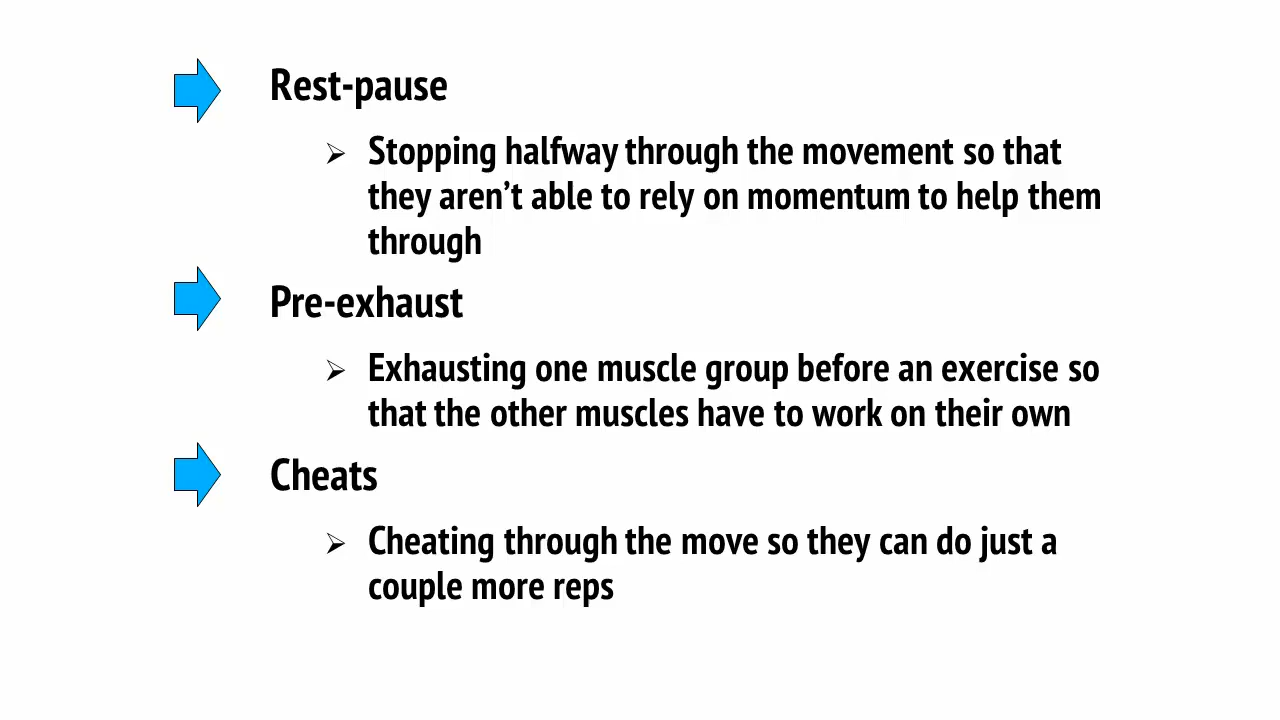 Rest-pause
Stopping halfway through the movement so that
they aren’t able to rely on momentum to help them
through
Pre-exhaust
Exhausting one muscle group before an exercise so
that the other muscles have to work on their own
Cheats
Cheating through the move so they can do just a
couple more reps